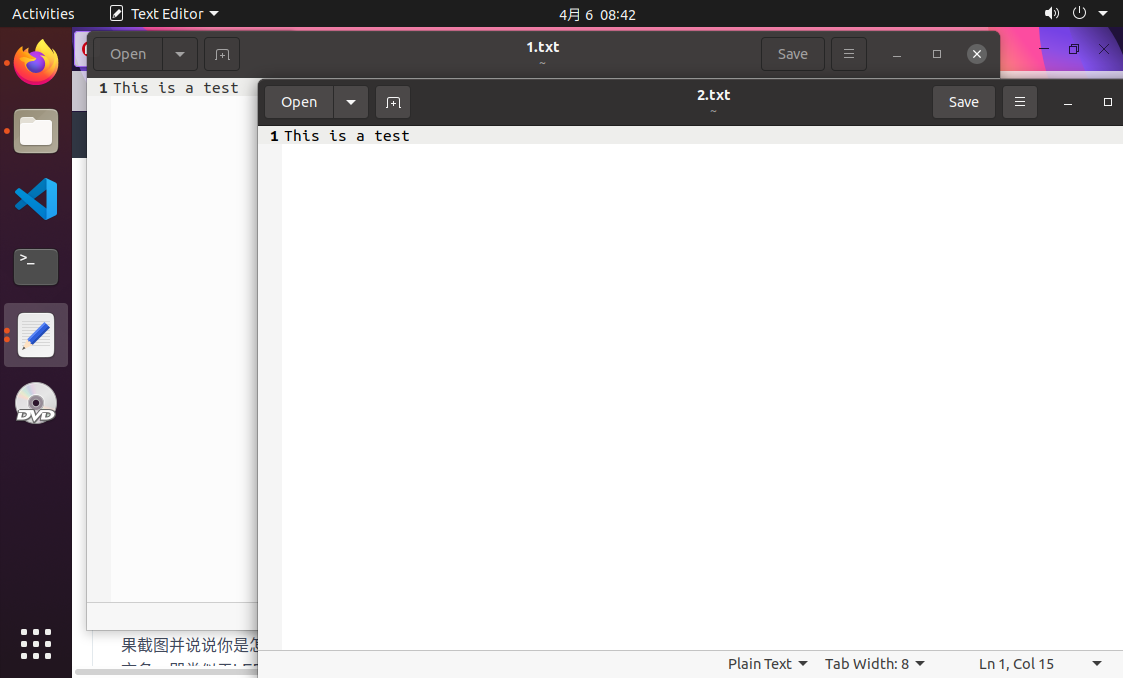 Activities
Text Editor
4月 6 08:42
Open
1.txt
~
Save
1 This is a test
Open
2.txt
~
Save
1 This is a test
>_
DVD
果截图并说说你是怎
Plain Text
Tab Width: 8
Ln 1, Col 15